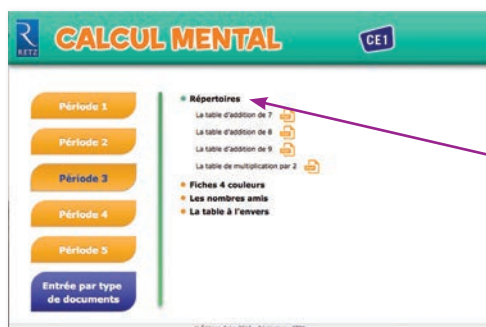 RETZ
CALCUL MENTAL
CE1
Période 1
Période 2
Période 3
Période 4
Période 5
Entrée par type
de documents
Répertoires
La table d'addition de 7
La table d'addition de 8
La table d'addition de 9
La table de multiplication par 2
Fiches 4 couleurs
Les nombres amis
La table à l'envers